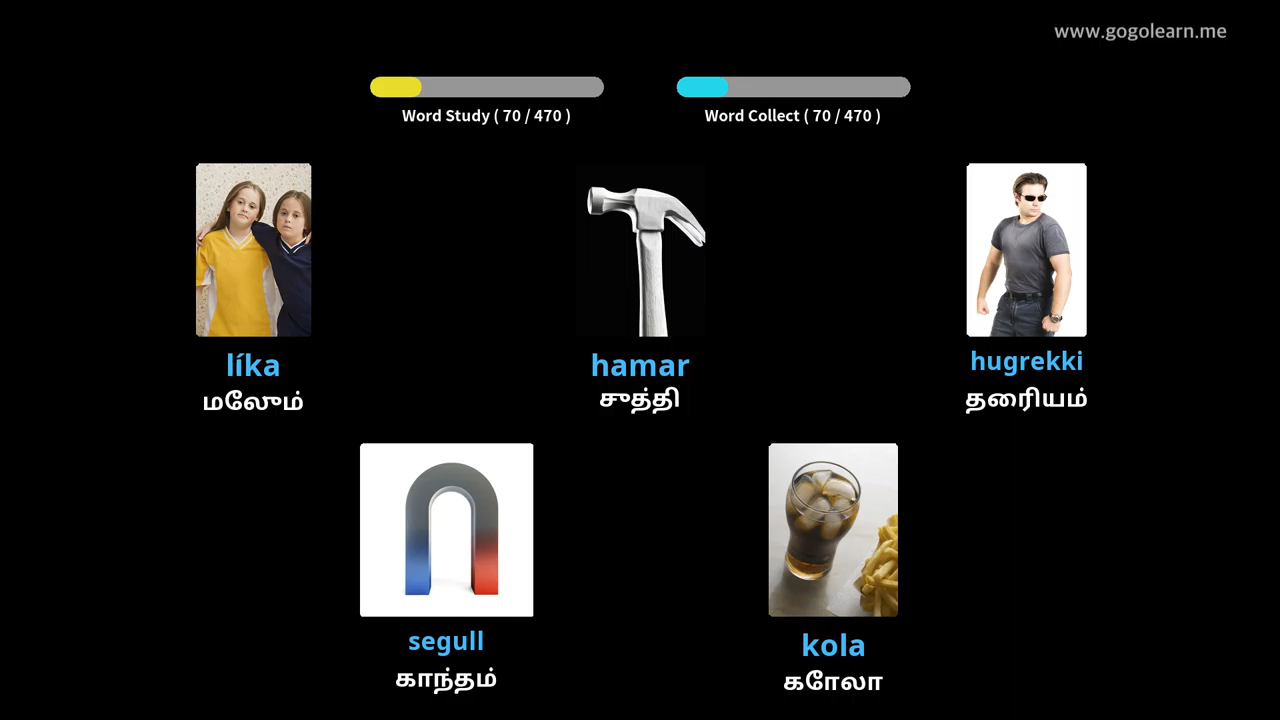 www.gogolearn.me
Word Study ( 70 / 470 )
Word Collect ( 70 / 470 )
líka
மலேும்
hamar
சுத்தி
hugrekki
தரைியம்
segull
காந்தம்
kola
கோலா